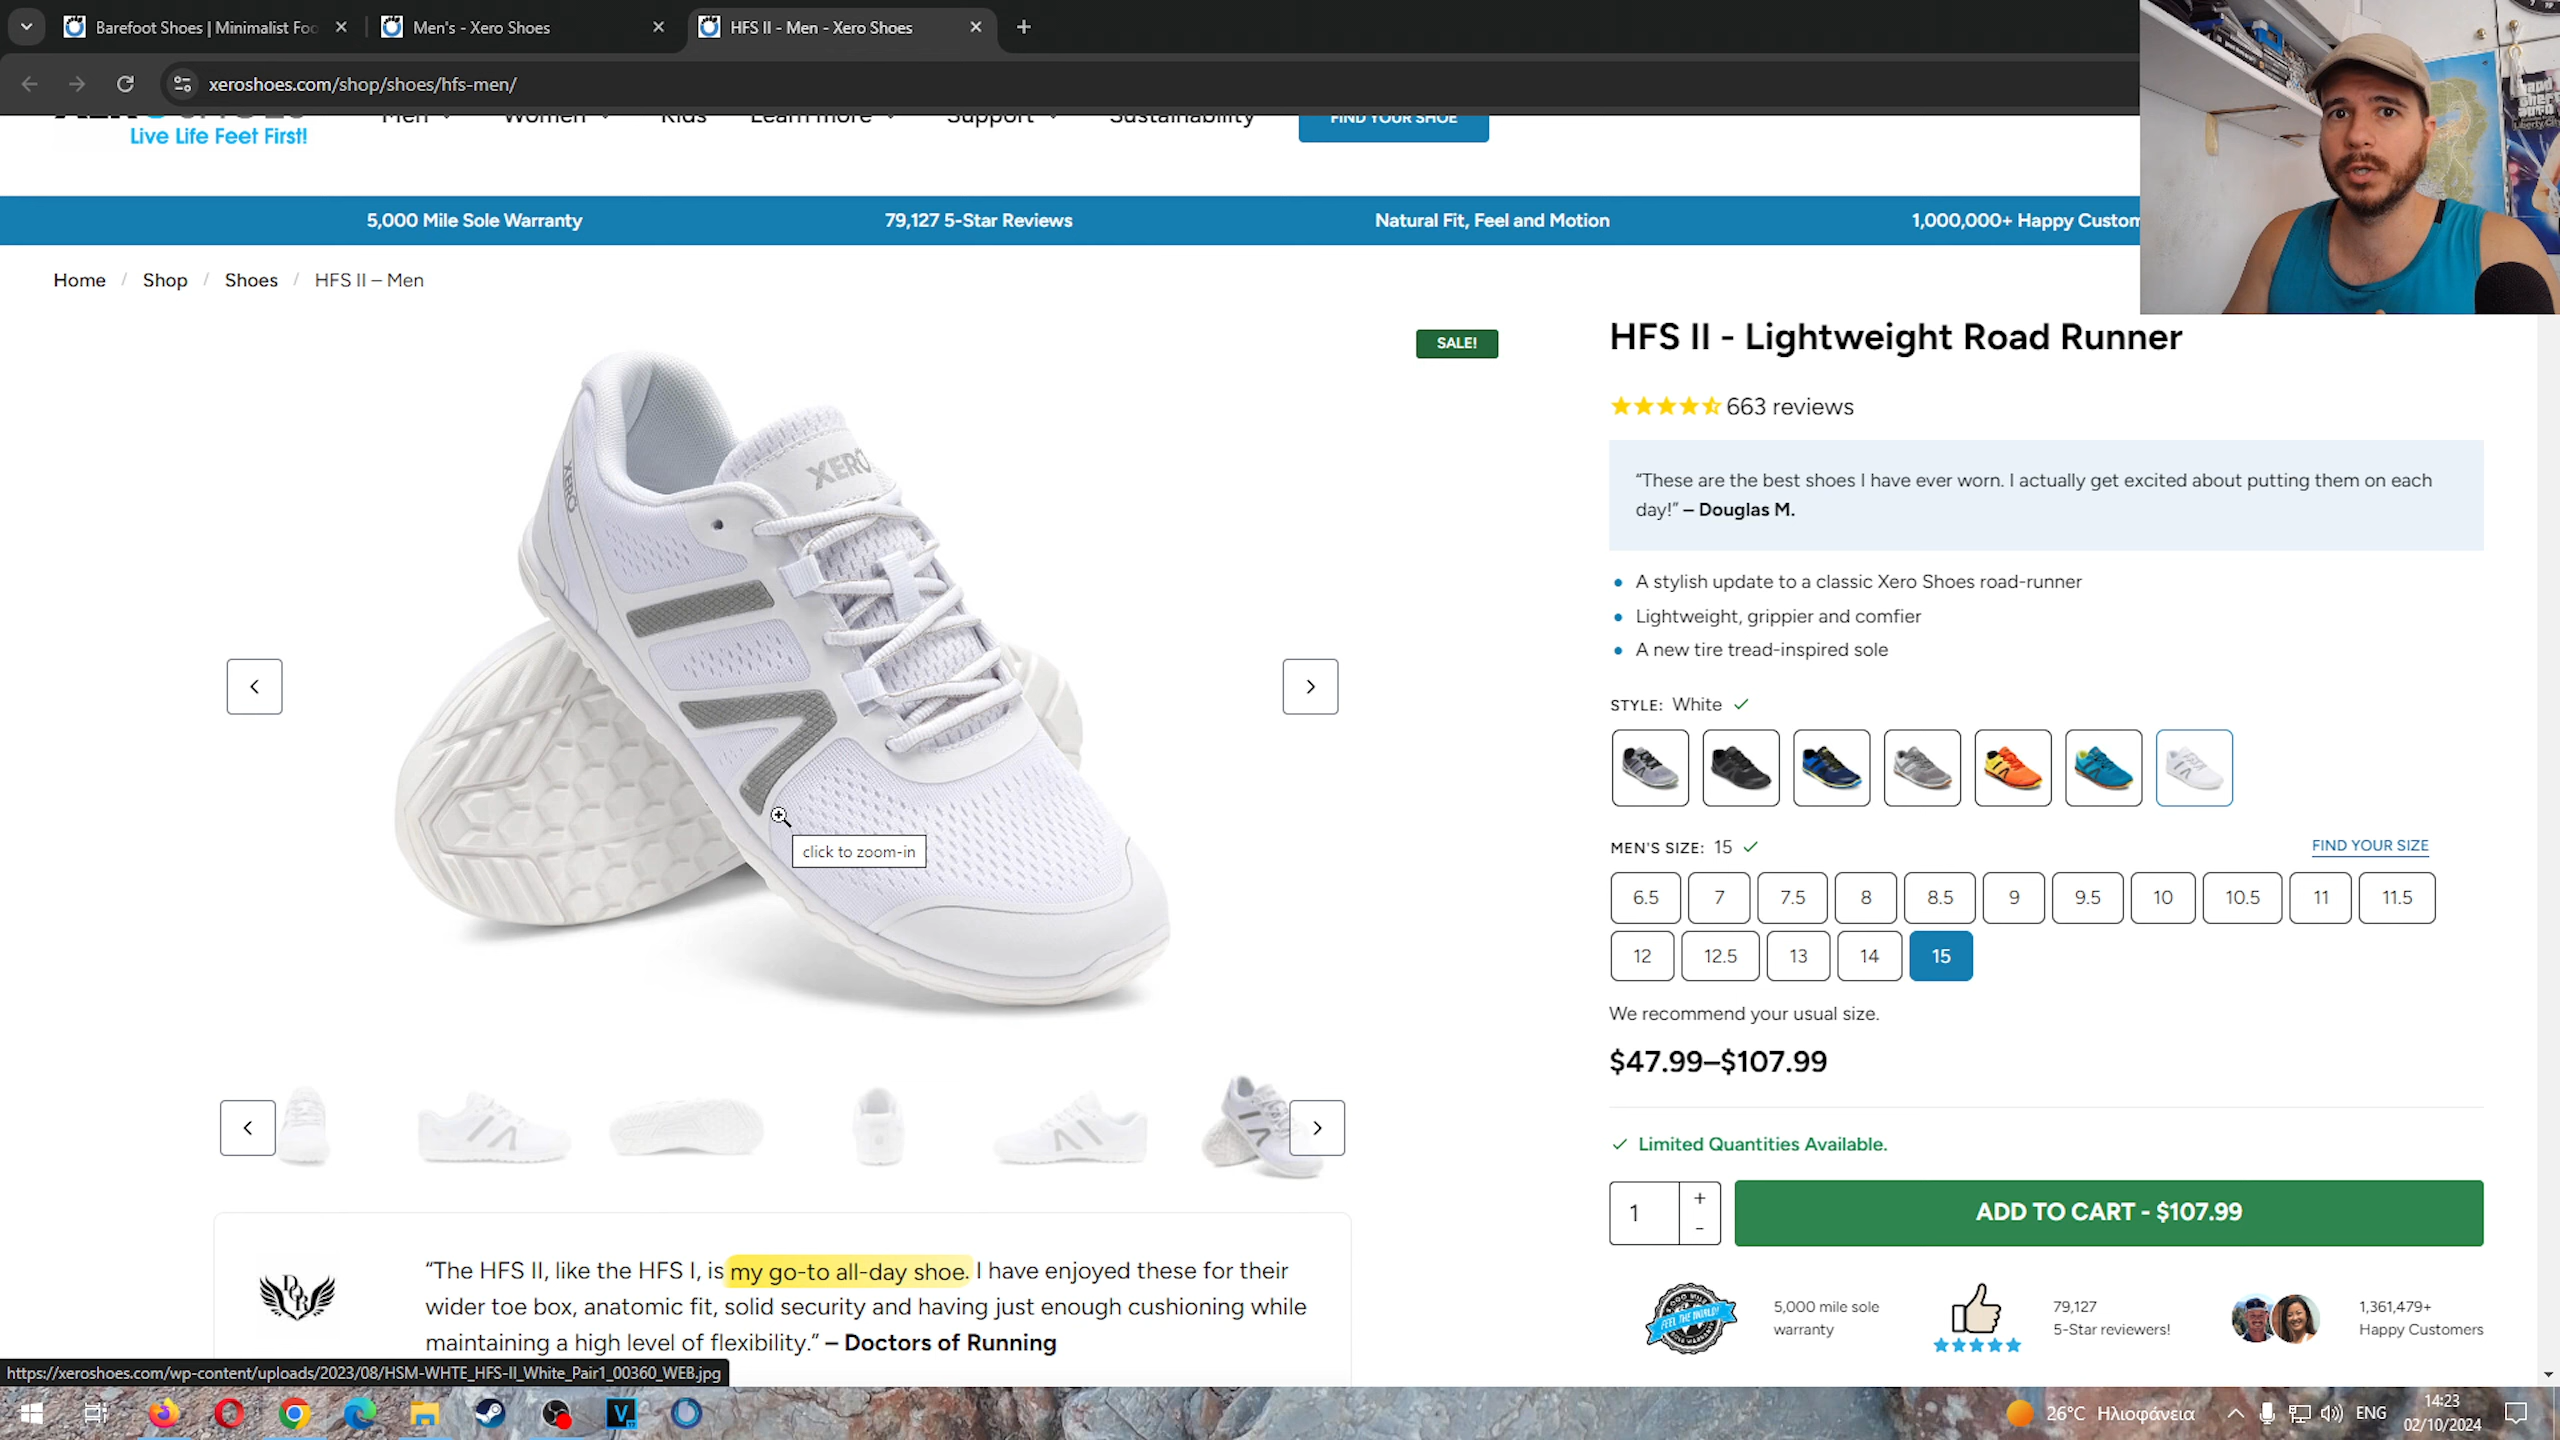 Barefoot Shoes | Minimalist Foo
Men's - Xero Shoes
HFS II - Men - Xero Shoes
xeroshoes.com/shop/shoes/hfs-men/
Men
Women
Kids
Learn more
Support
Sustainability
FIND YOUR SHOE
Live Life Feet First!
5,000 Mile Sole Warranty
79,127 5-Star Reviews
Natural Fit, Feel and Motion
1,000,000+ Happy Custom
Home / Shop / Shoes / HFS II – Men
SALE!
XERO
XERO
click to zoom-in
HFS II - Lightweight Road Runner
663 reviews
“These are the best shoes I have ever worn. I actually get excited about putting them on each
day!” – Douglas M.
A stylish update to a classic Xero Shoes road-runner
Lightweight, grippier and comfier
A new tire tread-inspired sole
STYLE: White
MEN'S SIZE: 15
FIND YOUR SIZE
6.5 7 7.5 8 8.5 9 9.5 10 10.5 11 11.5
12 12.5 13 14 15
We recommend your usual size.
$47.99–$107.99
Limited Quantities Available.
1 + -
ADD TO CART - $107.99
5,000 mile sole
warranty
79,127
5-Star reviewers!
1,361,479+
Happy Customers
FEEL THE WORLD!
DOR
“The HFS II, like the HFS I, is my go-to all-day shoe. I have enjoyed these for their
wider toe box, anatomic fit, solid security and having just enough cushioning while
maintaining a high level of flexibility.” – Doctors of Running
https://xeroshoes.com/wp-content/uploads/2023/08/HSM-WHTE_HFS-II_White_Pair1_00360_WEB.jpg
26°C Ηλιοφάνεια
ENG
14:23
02/10/2024